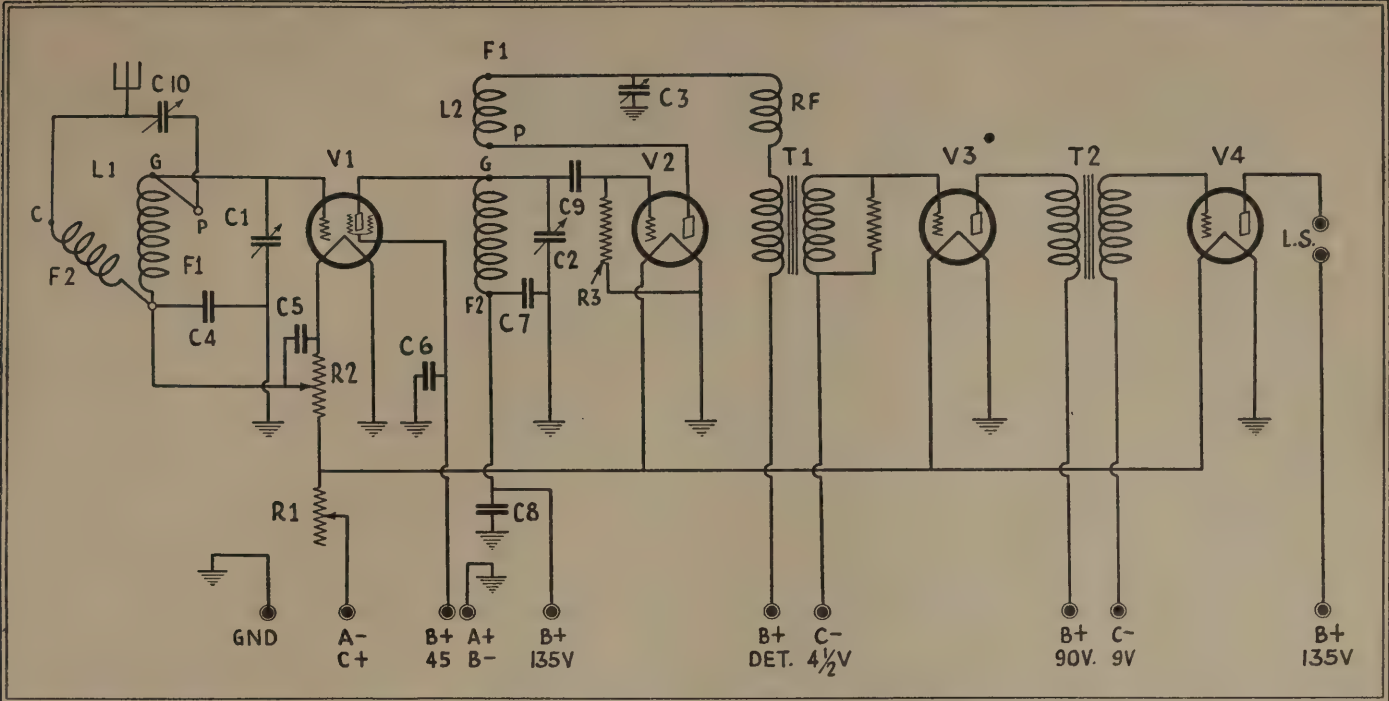 F1
C10
C3
L2
RF
P
L1
G
V1
G
V2
T1
V3
T2
V4
C
P
C1
C9
L.S.
F2
F1
C2
R3
F2
C7
C4
C5
R2
C6
R1
C8
GND
A-
C+
B+
45
A+
B-
B+
135V
B+
DET.
C-
4½V
B+
90V.
C-
9V
B+
135V